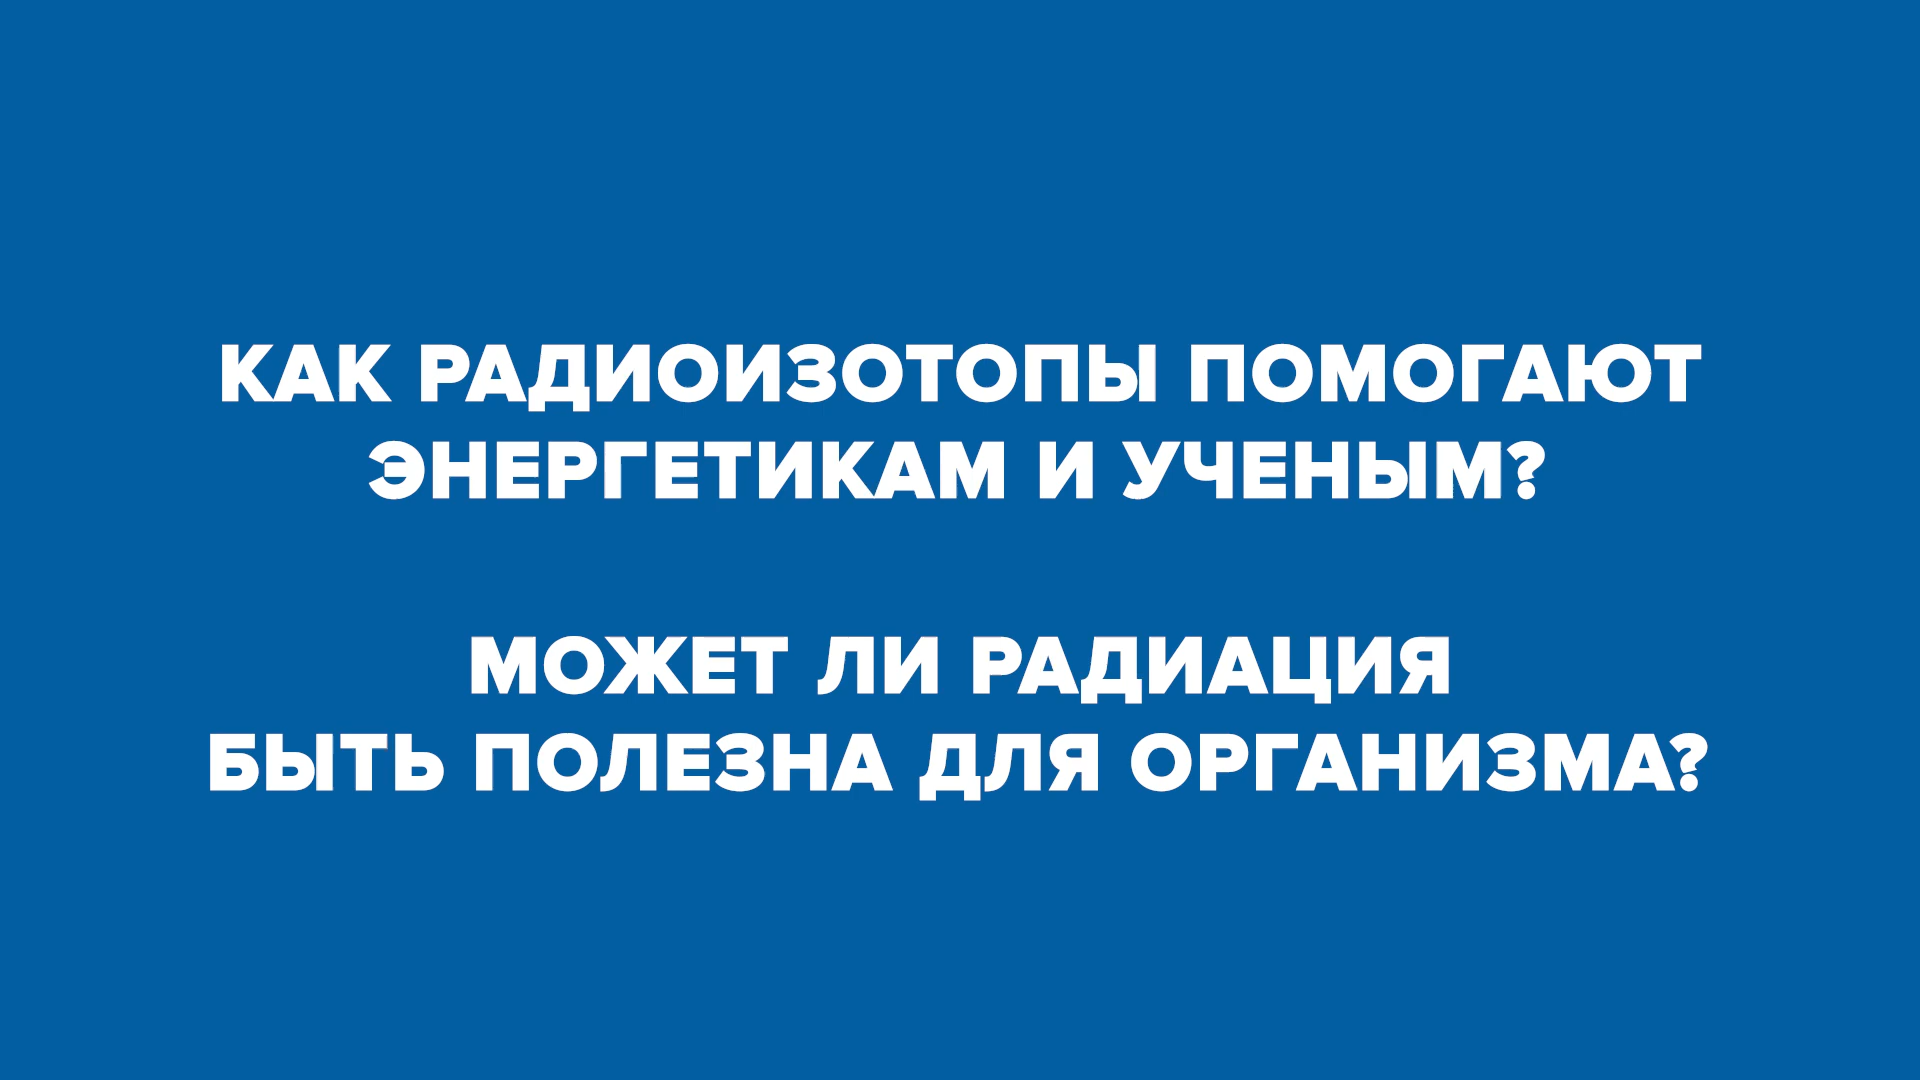 КАК РАДИОИЗОТОПЫ ПОМОГАЮТ
ЭНЕРГЕТИКАМ И УЧЕНЫМ?
МОЖЕТ ЛИ РАДИАЦИЯ
БЫТЬ ПОЛЕЗНА ДЛЯ ОРГАНИЗМА?